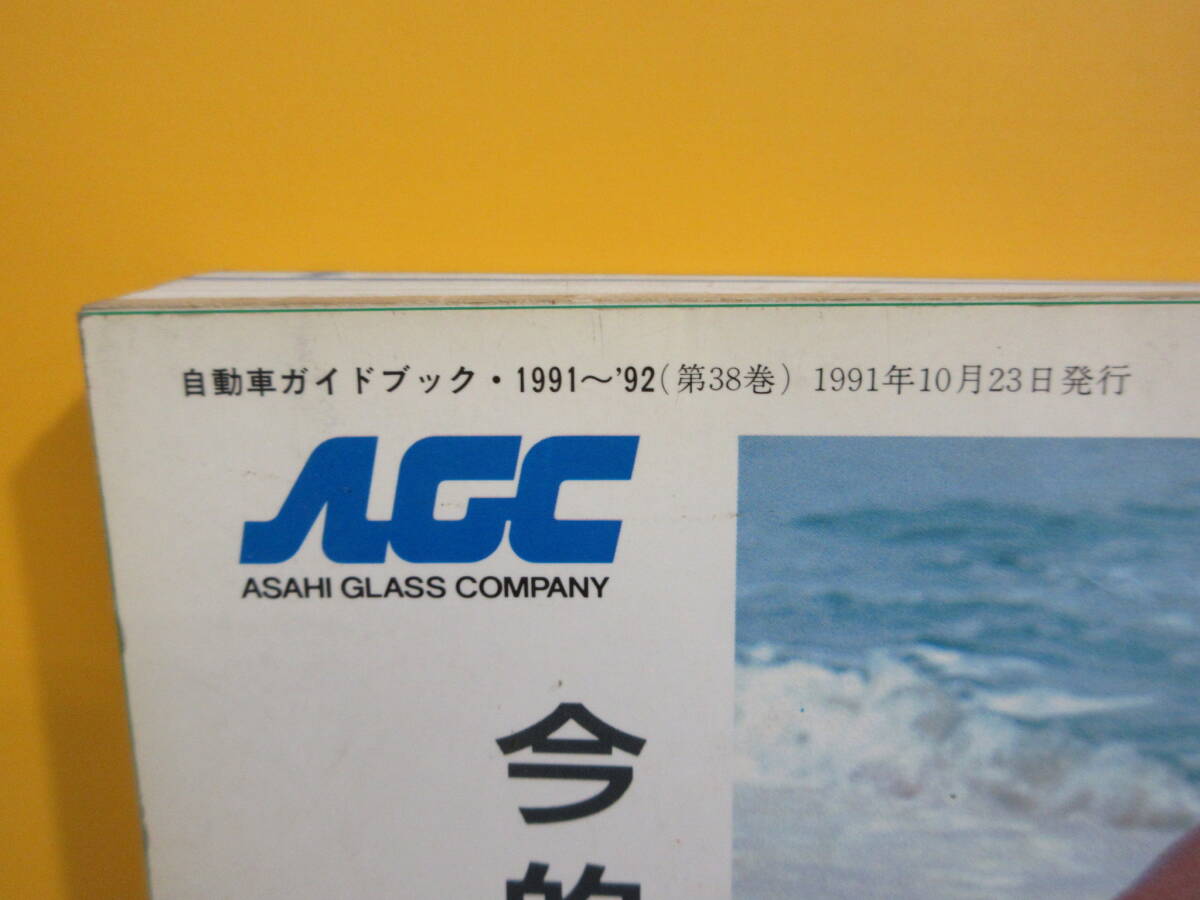 自動車ガイドブック・1991〜'92(第38巻) 1991年10月23日発行
AGC
ASAHI GLASS COMPANY
今的